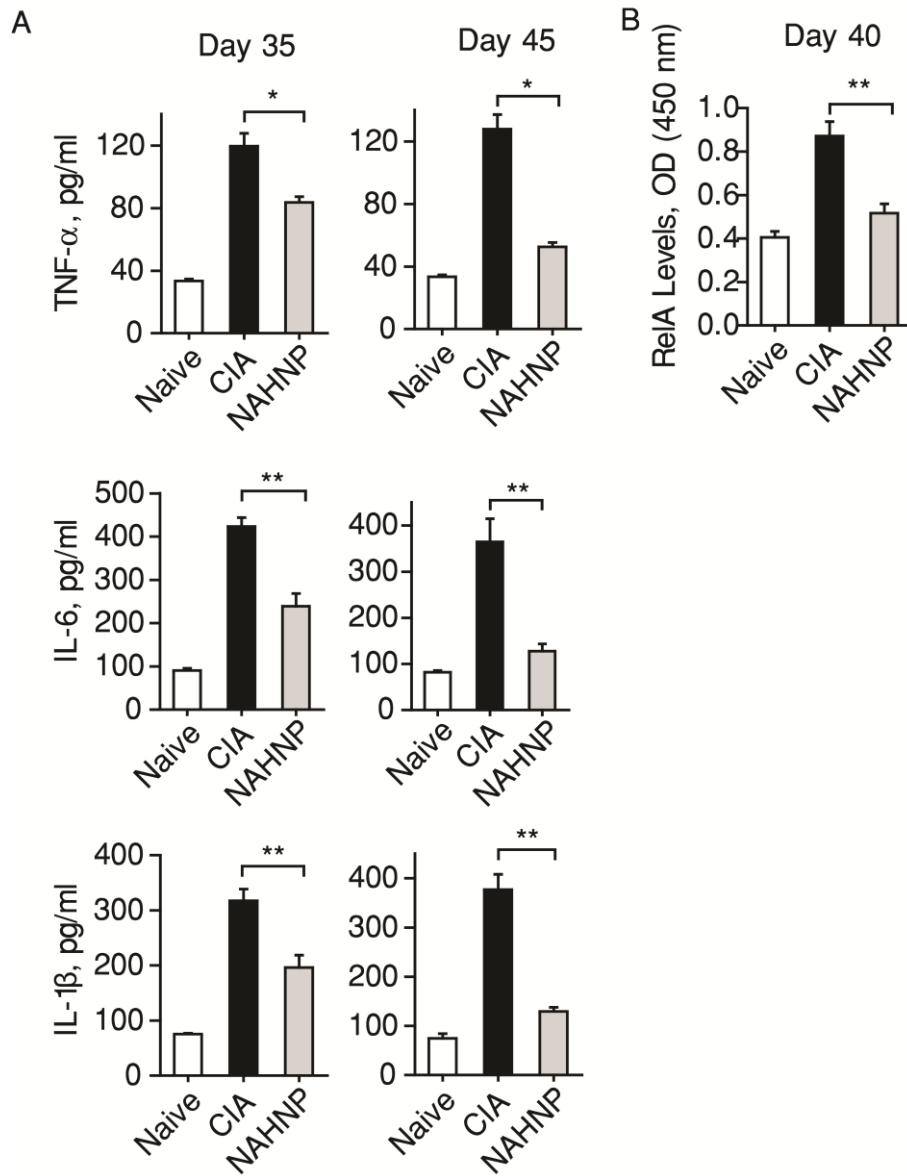 A
Day 35
Day 45
TNF-α, pg/ml
120
80
40
0
*
Naive
CIA
NAHNP
120
80
40
0
*
Naive
CIA
NAHNP
B
Day 40
RelA Levels, OD (450 nm)
1.0
0.8
0.6
0.4
0.2
0.0
**
Naive
CIA
NAHNP
IL-6, pg/ml
500
400
300
200
100
0
**
Naive
CIA
NAHNP
400
300
200
100
0
**
Naive
CIA
NAHNP
IL-1β, pg/ml
400
300
200
100
0
**
Naive
CIA
NAHNP
400
300
200
100
0
**
Naive
CIA
NAHNP